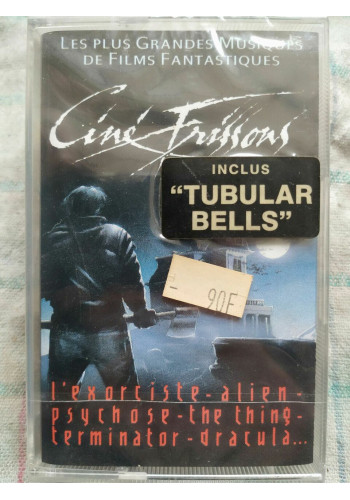 LES PLUS GRANDES MUSIQUES
DE FILMS FANTASTIQUES
Ciné Frissons
INCLUS
“TUBULAR
BELLS”
90F
l'exorciste-alien-
psychose-the thing-
terminator-dracula...